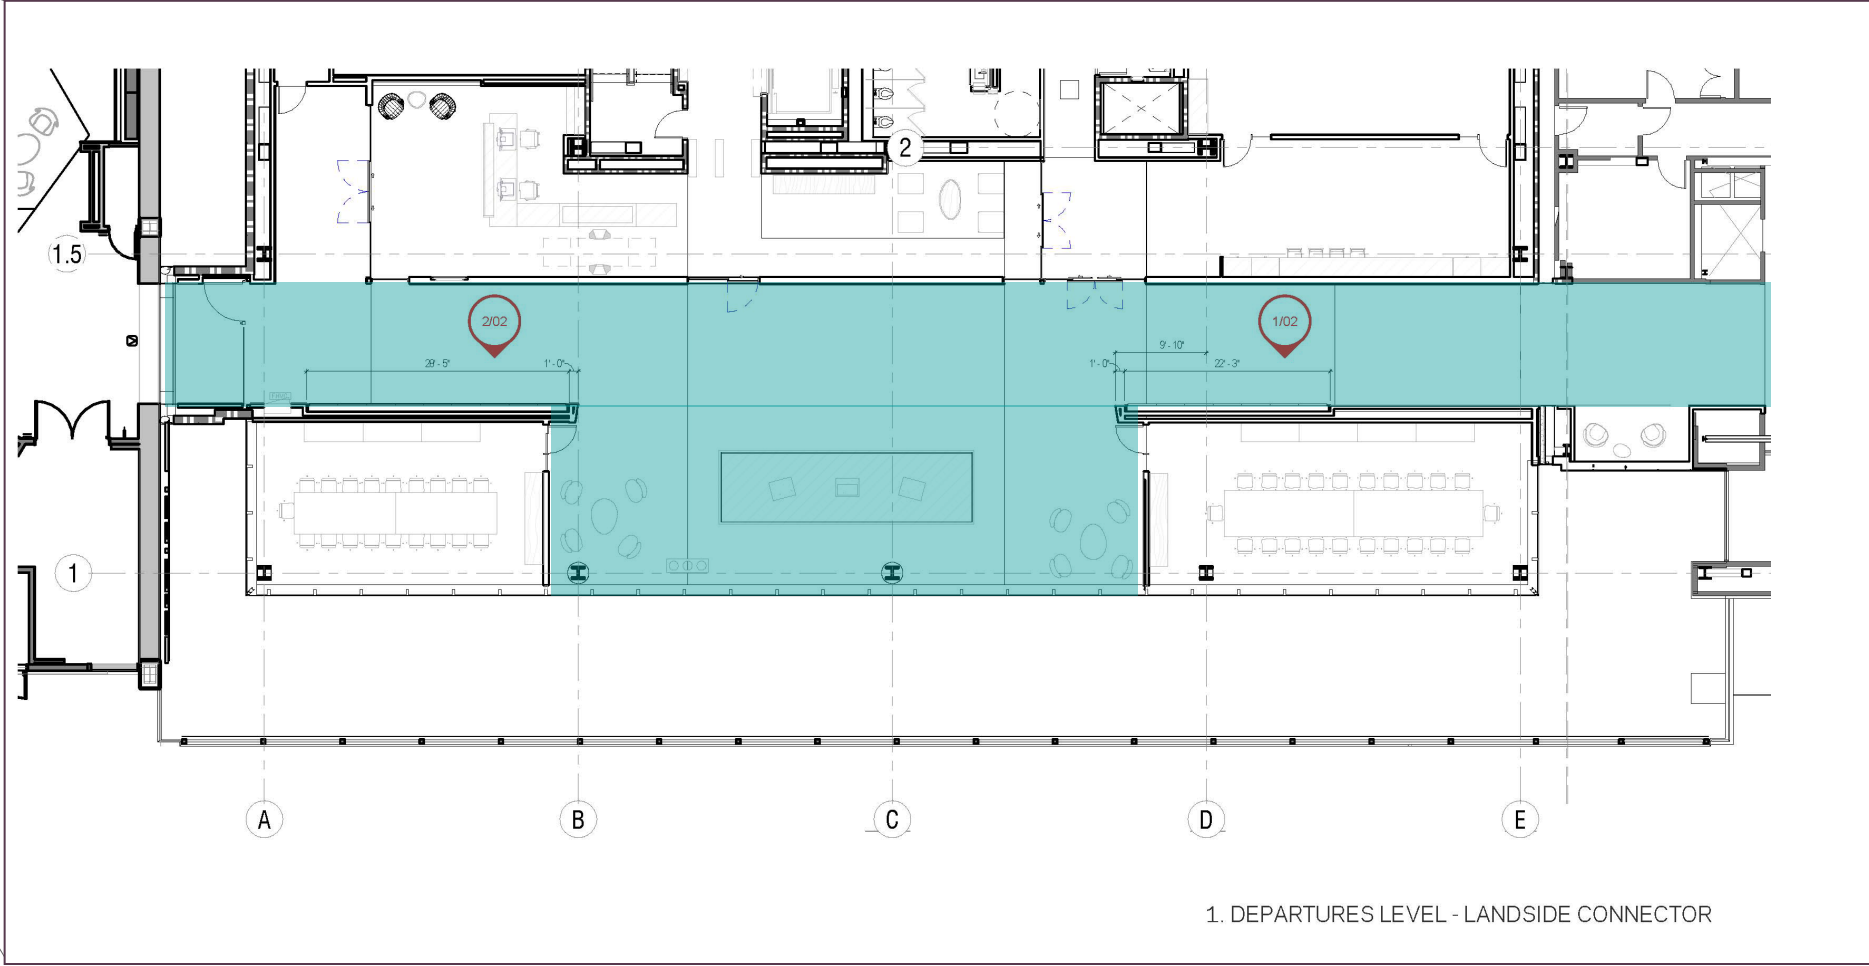 2
1.5
2/02
1/02
9'-10"
28'-5"
1'-0"
1'-0"
22'-3"
1
A
B
C
D
E
1. DEPARTURES LEVEL - LANDSIDE CONNECTOR